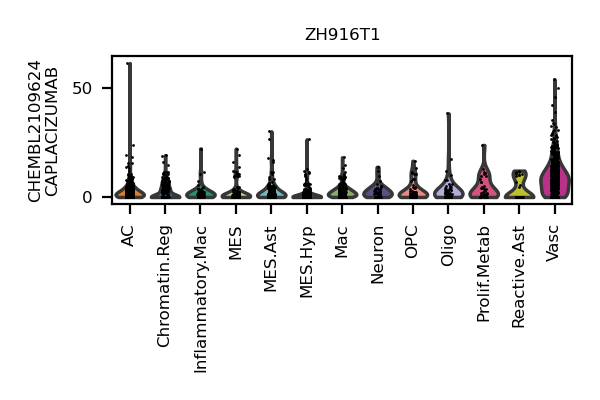 ZH916T1
CHEMBL2109624
CAPLACIZUMAB
50
0
AC
Chromatin.Reg
Inflammatory.Mac
MES
MES.Ast
MES.Hyp
Mac
Neuron
OPC
Oligo
Prolif.Metab
Reactive.Ast
Vasc